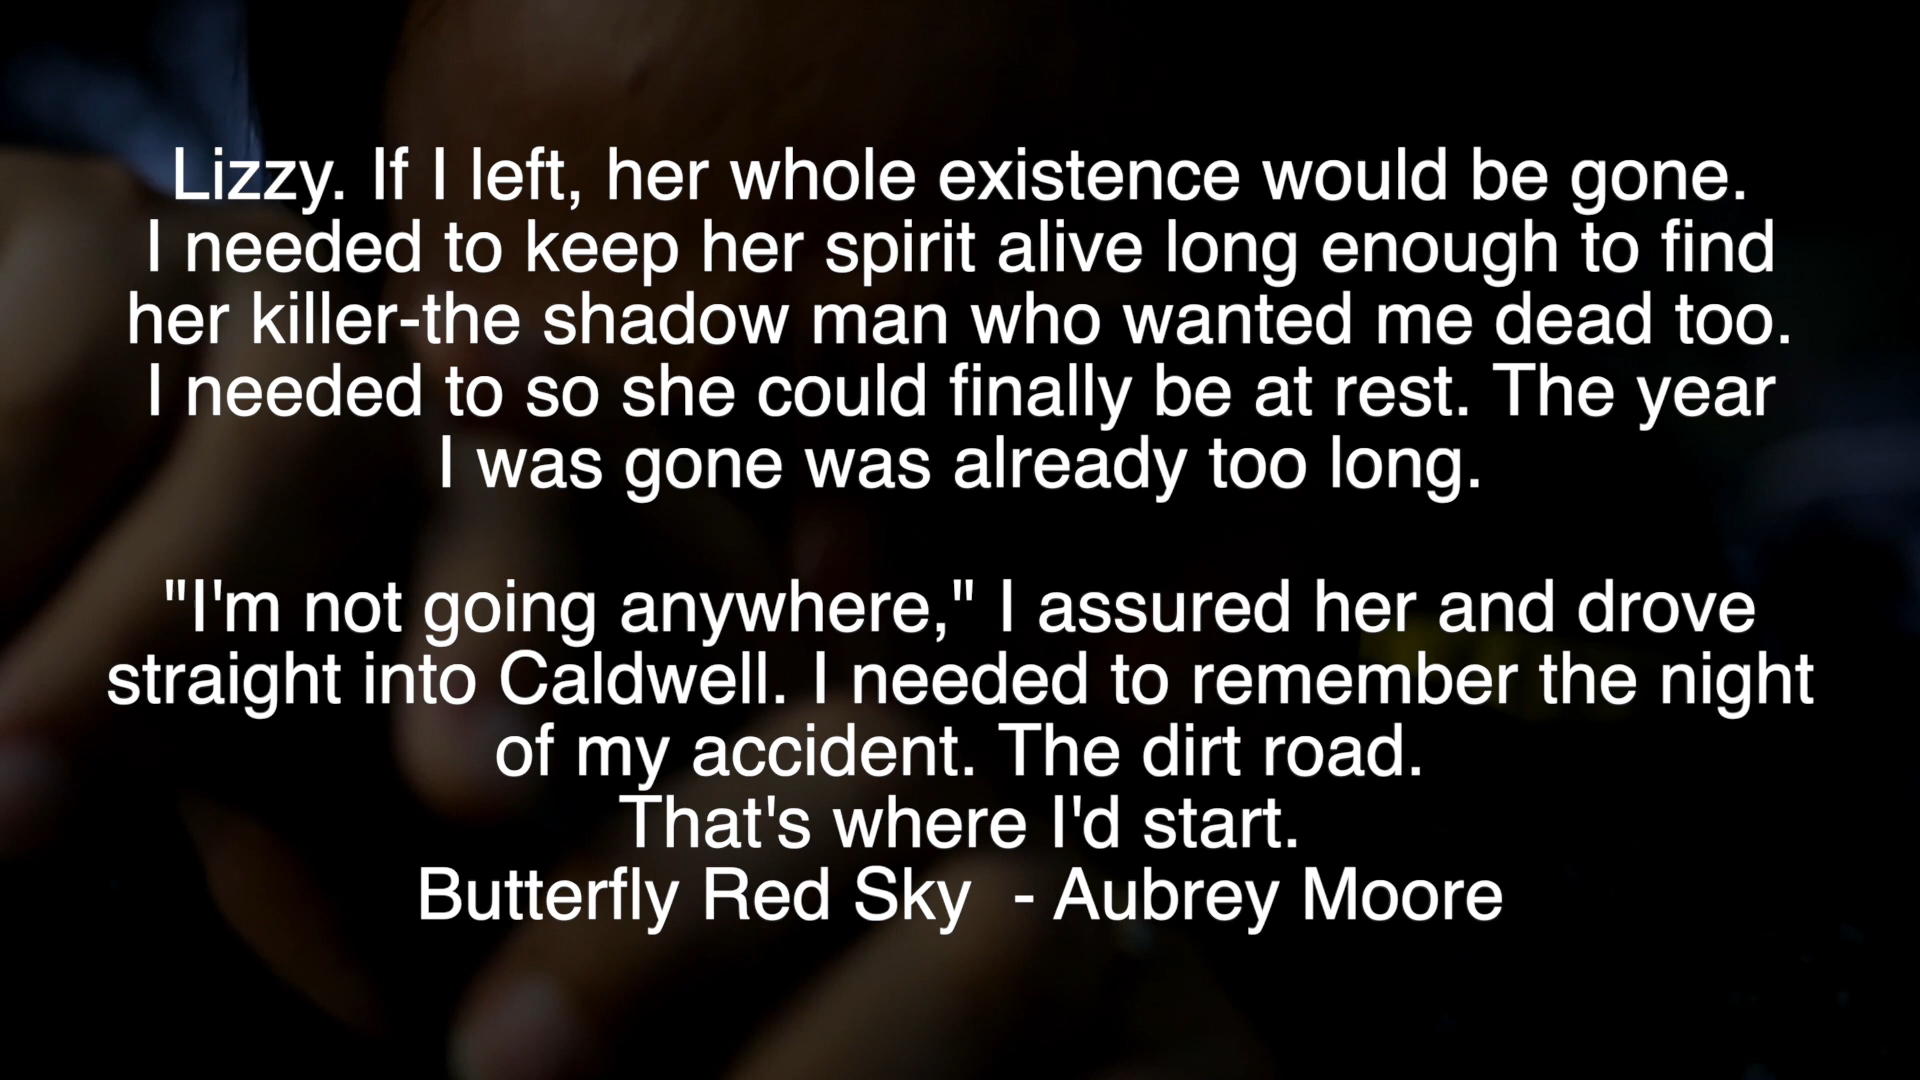 Lizzy. If I left, her whole existence would be gone.
I needed to keep her spirit alive long enough to find
her killer-the shadow man who wanted me dead too.
I needed to so she could finally be at rest. The year
I was gone was already too long.
"I'm not going anywhere," I assured her and drove
straight into Caldwell. I needed to remember the night
of my accident. The dirt road.
That's where I'd start.
Butterfly Red Sky  - Aubrey Moore